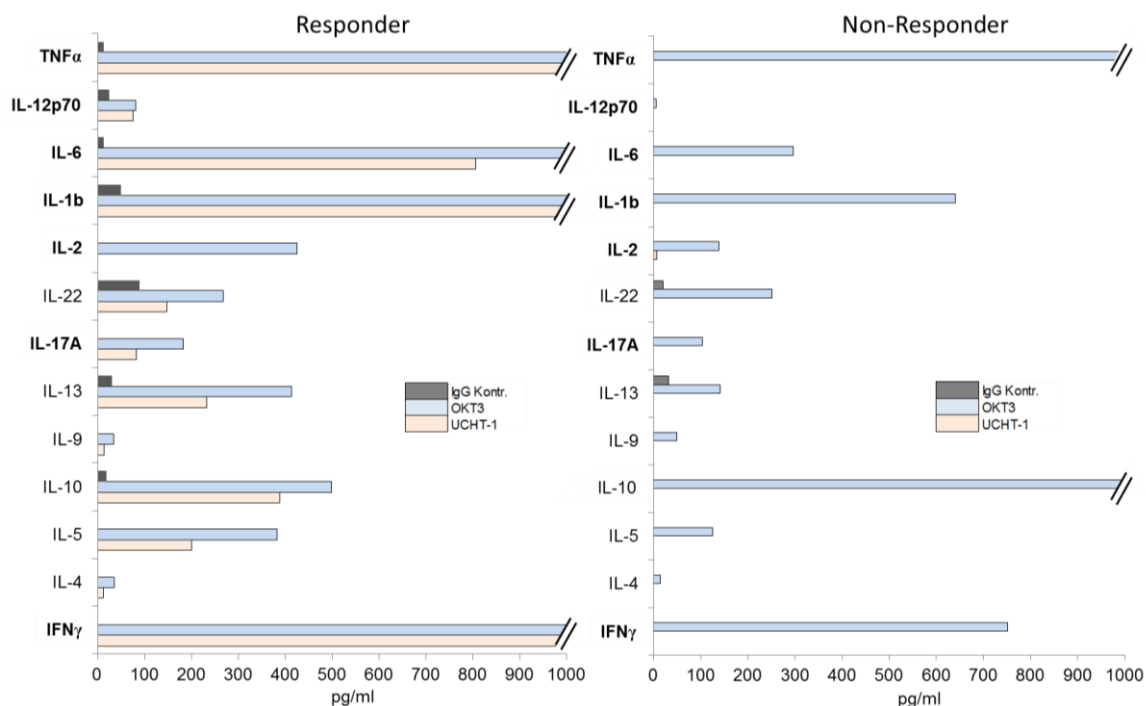 Responder
TNFα
IL-12p70
IL-6
IL-1b
IL-2
IL-22
IL-17A
IL-13
IL-9
IL-10
IL-5
IL-4
IFNγ
IgG Kontr.
OKT3
UCHT-1
0 100 200 300 400 500 600 700 800 900 1000
pg/ml
Non-Responder
TNFα
IL-12p70
IL-6
IL-1b
IL-2
IL-22
IL-17A
IL-13
IL-9
IL-10
IL-5
IL-4
IFNγ
IgG Kontr.
OKT3
UCHT-1
0 100 200 300 400 500 600 700 800 900 1000
pg/ml